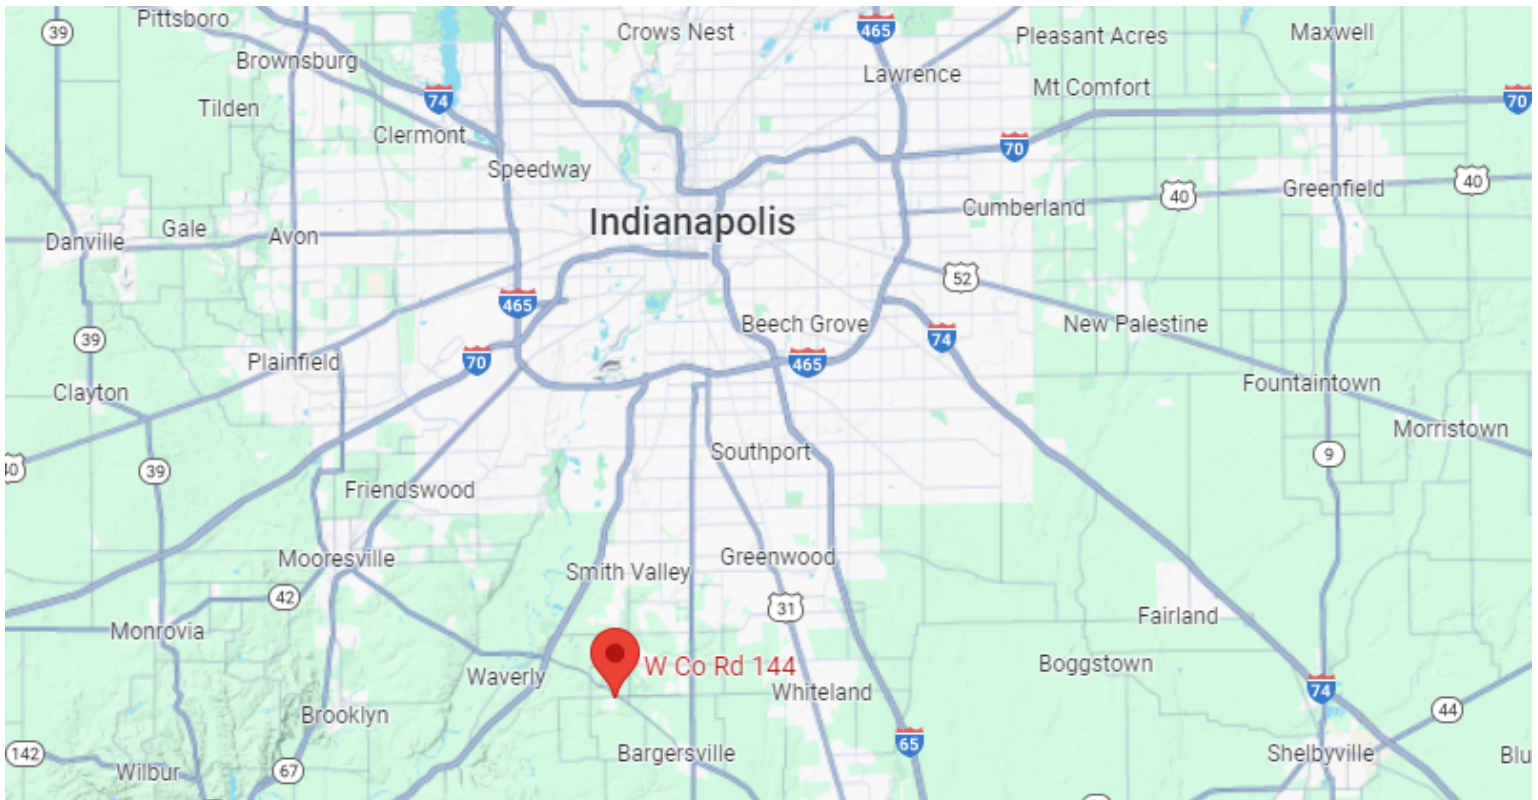 Pittsboro
Crows Nest
465
Pleasant Acres
Maxwell
39
Brownsburg
Lawrence
Mt Comfort
74
70
Tilden
Clermont
70
Speedway
40
40
Greenfield
Cumberland
Indianapolis
Gale
Avon
Danville
52
465
Beech Grove
New Palestine
39
74
70
465
Plainfield
Clayton
Fountaintown
Morristown
Southport
9
40
39
Friendswood
Mooresville
Smith Valley
Greenwood
42
31
Fairland
Monrovia
W Co Rd 144
Boggstown
Waverly
Whiteland
74
44
Brooklyn
65
142
Bargersville
Shelbyville
Blu
Wilbur
67